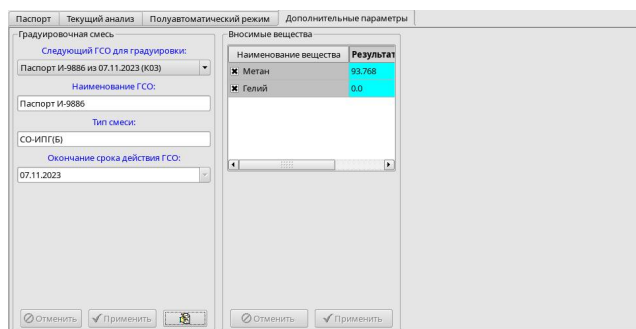 Паспорт Текущий анализ Полуавтоматический режим Дополнительные параметры
Градуировочная смесь
Следующий ГСО для градуировки:
Паспорт И-9886 из 07.11.2023 (К03)
Наименование ГСО:
Паспорт И-9886
Тип смеси:
СО-ИПГ(Б)
Окончание срока действия ГСО:
07.11.2023
Отменить Применить
Вносимые вещества
Наименование вещества Результат
Метан 93.768
Гелий 0.0
Отменить Применить